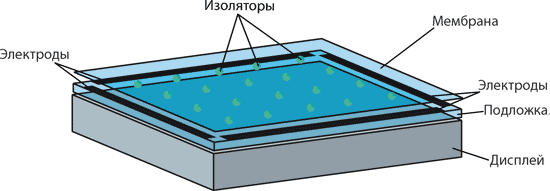 Изоляторы
Мембрана
Электроды
Электроды
Подложка
Дисплей